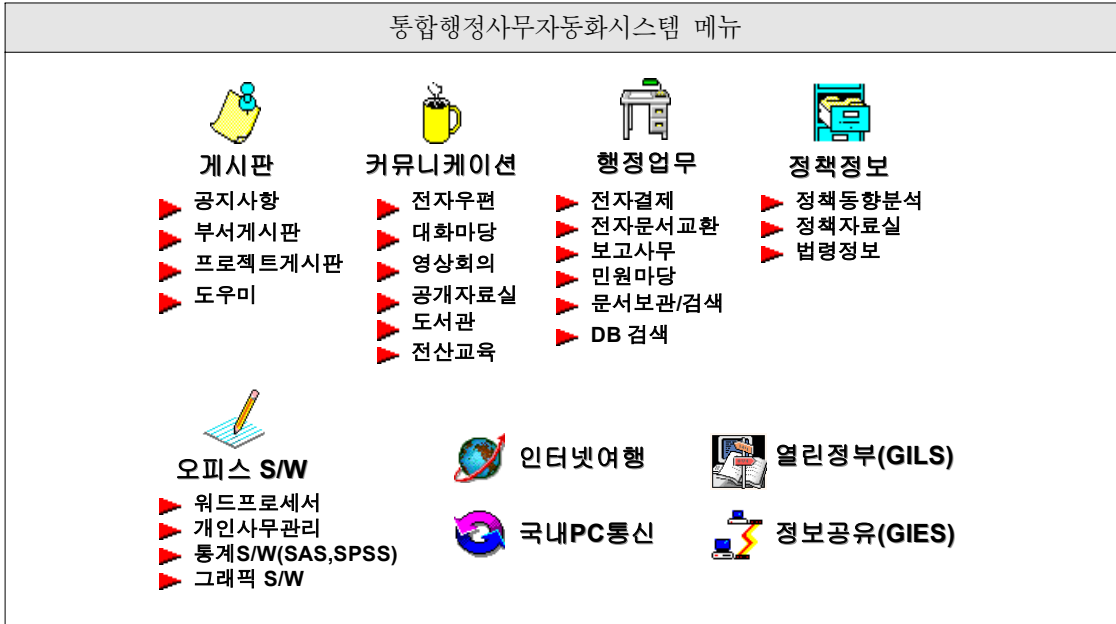 통합행정사무자동화시스템 메뉴
게시판
공지사항
부서게시판
프로젝트게시판
도우미
커뮤니케이션
전자우편
대화마당
영상회의
공개자료실
도서관
전산교육
행정업무
전자결제
전자문서교환
보고사무
민원마당
문서보관/검색
DB 검색
정책정보
정책동향분석
정책자료실
법령정보
오피스 S/W
워드프로세서
개인사무관리
통계S/W(SAS,SPSS)
그래픽 S/W
인터넷여행
국내PC통신
열린정부(GILS)
정보공유(GIES)